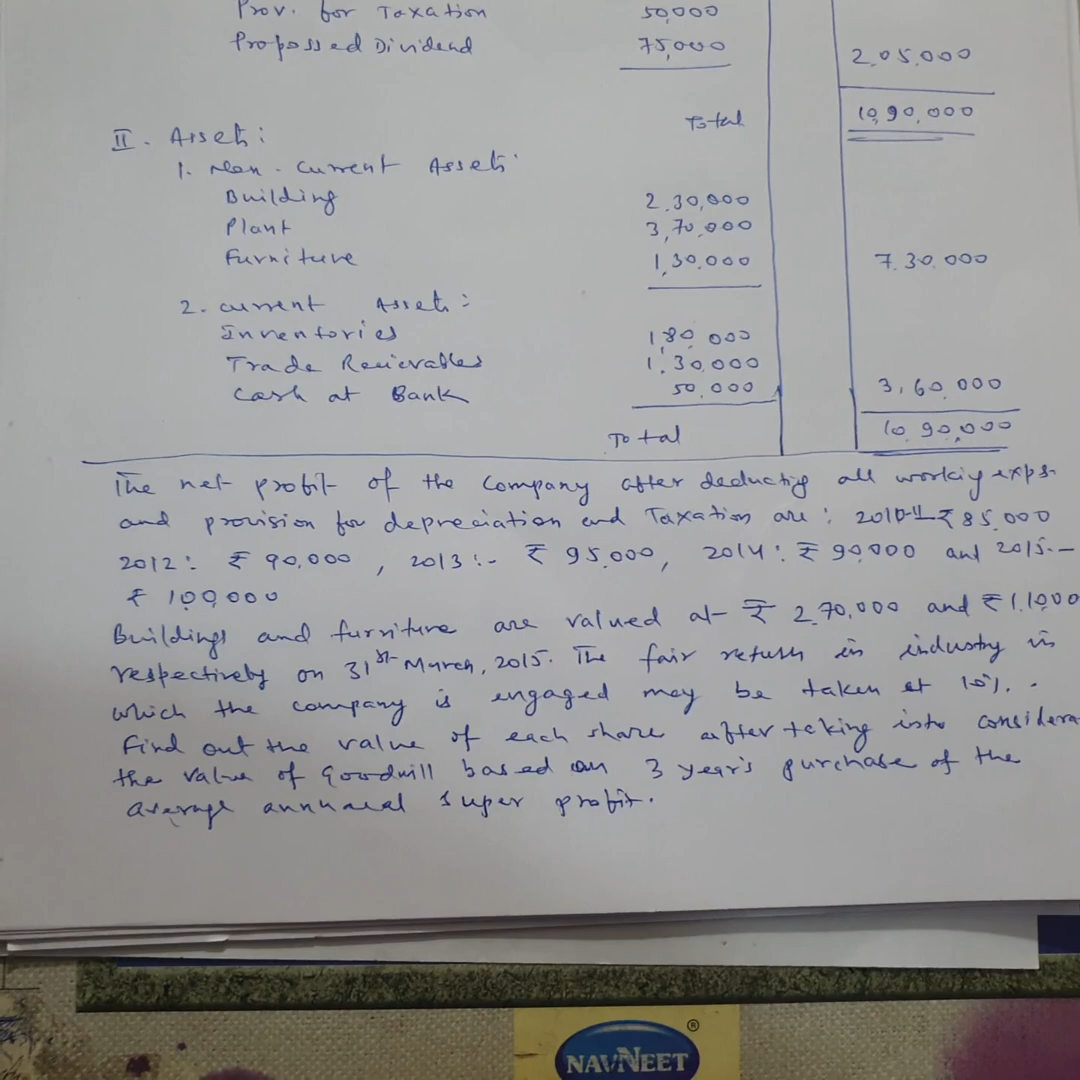 Prov. for Taxation 50,000
Propossed Dividend 75,000 2,05,000
Total 10,90,000
II. Assets:
1. Non-current Assets:
Building 2,30,000
Plant 3,70,000
Furniture 1,30,000 7,30,000
2. current Assets:
Inventories 1,80,000
Trade Recievables 1,30,000
Cash at Bank 50,000 3,60,000
Total 10,90,000
The net profit of the company after deducting all working exps.
and provision for depreciation and Taxation are: ₹ 85,000
2012: ₹ 90,000, 2013:- ₹ 95,000, 2014: ₹ 90,000 and 2015:-
₹ 1,00,000
Buildings and furniture are valued at ₹ 2,70,000 and
respectively on 31st March, 2015. The fair return in industry in
which the company is engaged may be taken at 10%.
Find out the value of each share after taking into considera
the value of goodwill based on 3 year's purchase of the
average annual super profit.
NAVNEET
®